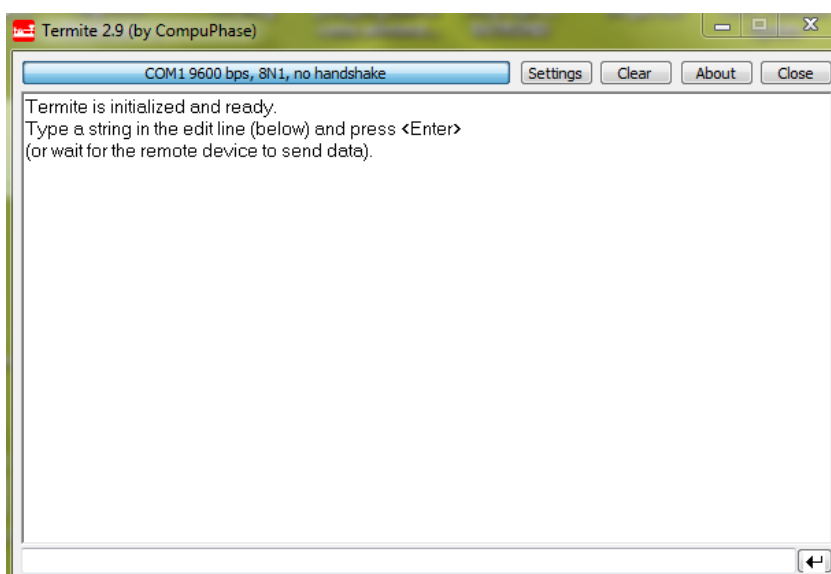 Termite 2.9 (by CompuPhase)
COM1 9600 bps, 8N1, no handshake
Settings
Clear
About
Close
Termite is initialized and ready.
Type a string in the edit line (below) and press <Enter>
(or wait for the remote device to send data).